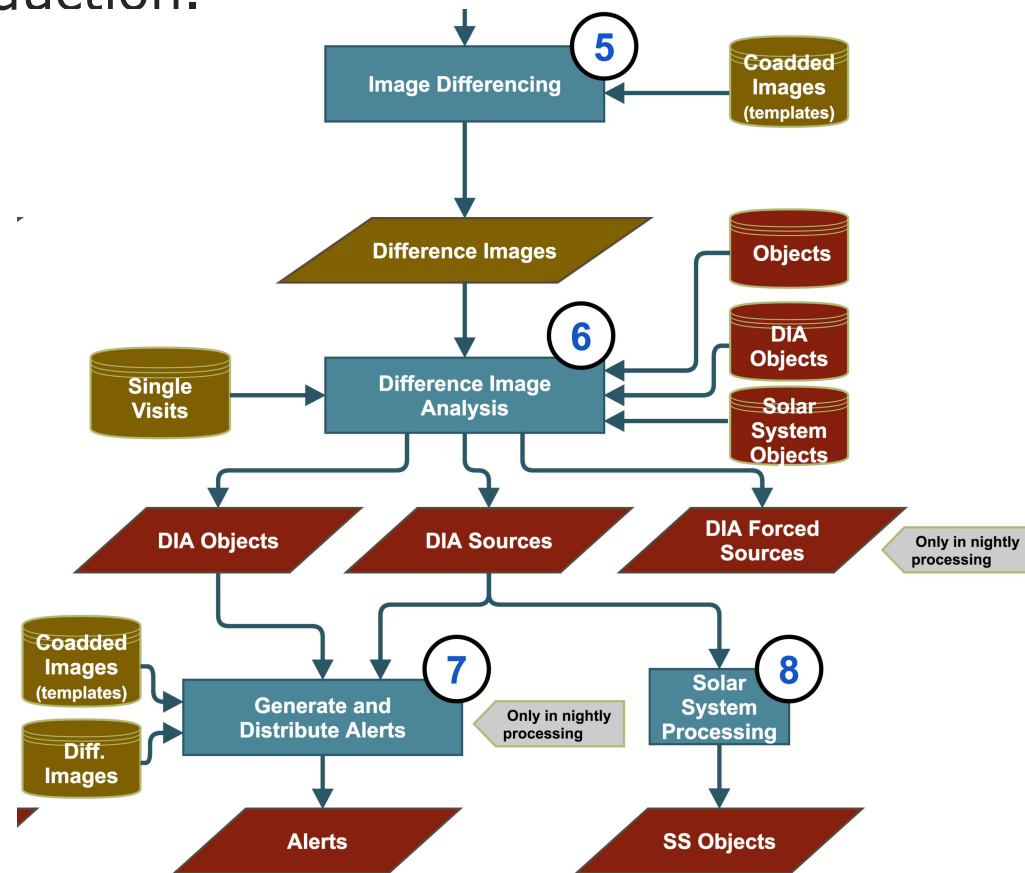 5
Image Differencing
Coadded
Images
(templates)
Difference Images
Objects
6
DIA
Objects
Single
Visits
Difference Image
Analysis
Solar
System
Objects
DIA Objects
DIA Sources
DIA Forced
Sources
Only in nightly
processing
Coadded
Images
(templates)
7
8
Generate and
Distribute Alerts
Only in nightly
processing
Solar
System
Processing
Diff.
Images
Alerts
SS Objects